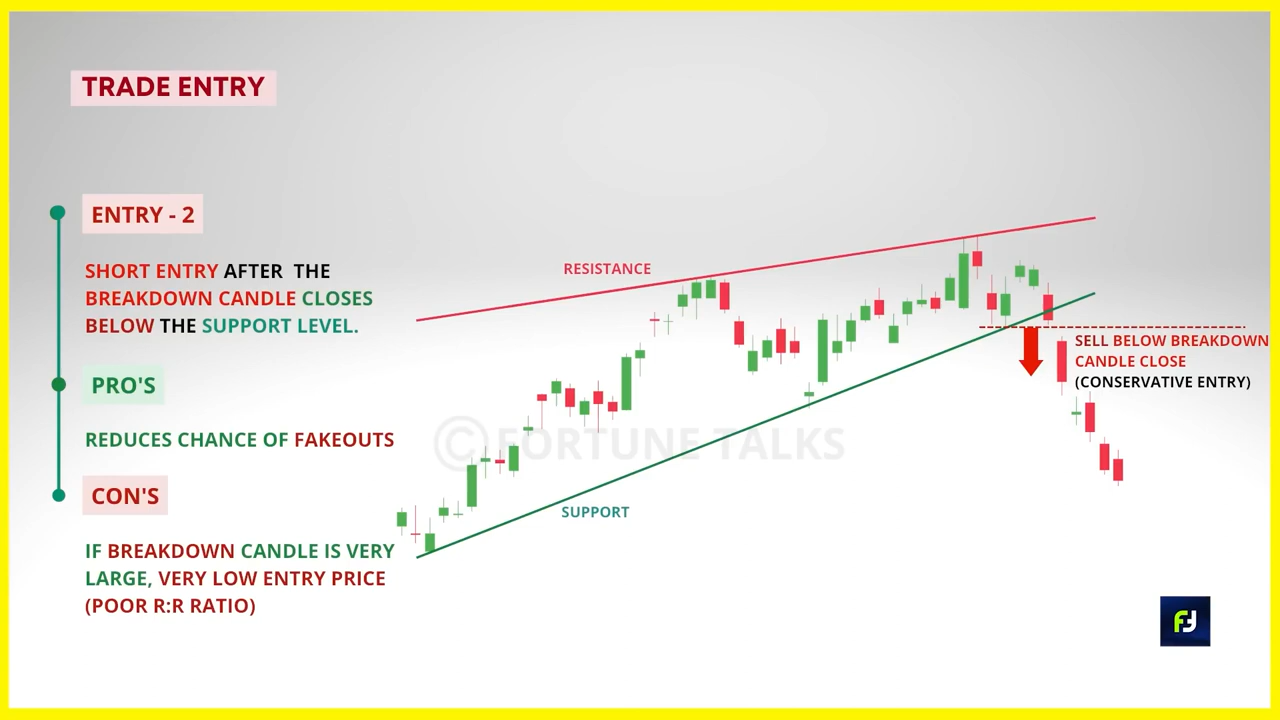 TRADE ENTRY
ENTRY - 2
SHORT ENTRY AFTER THE
BREAKDOWN CANDLE CLOSES
BELOW THE SUPPORT LEVEL.
PRO'S
REDUCES CHANCE OF FAKEOUTS
CON'S
IF BREAKDOWN CANDLE IS VERY
LARGE, VERY LOW ENTRY PRICE
(POOR R:R RATIO)
RESISTANCE
SELL BELOW BREAKDOWN
CANDLE CLOSE
(CONSERVATIVE ENTRY)
© FORTUNE TALKS
SUPPORT